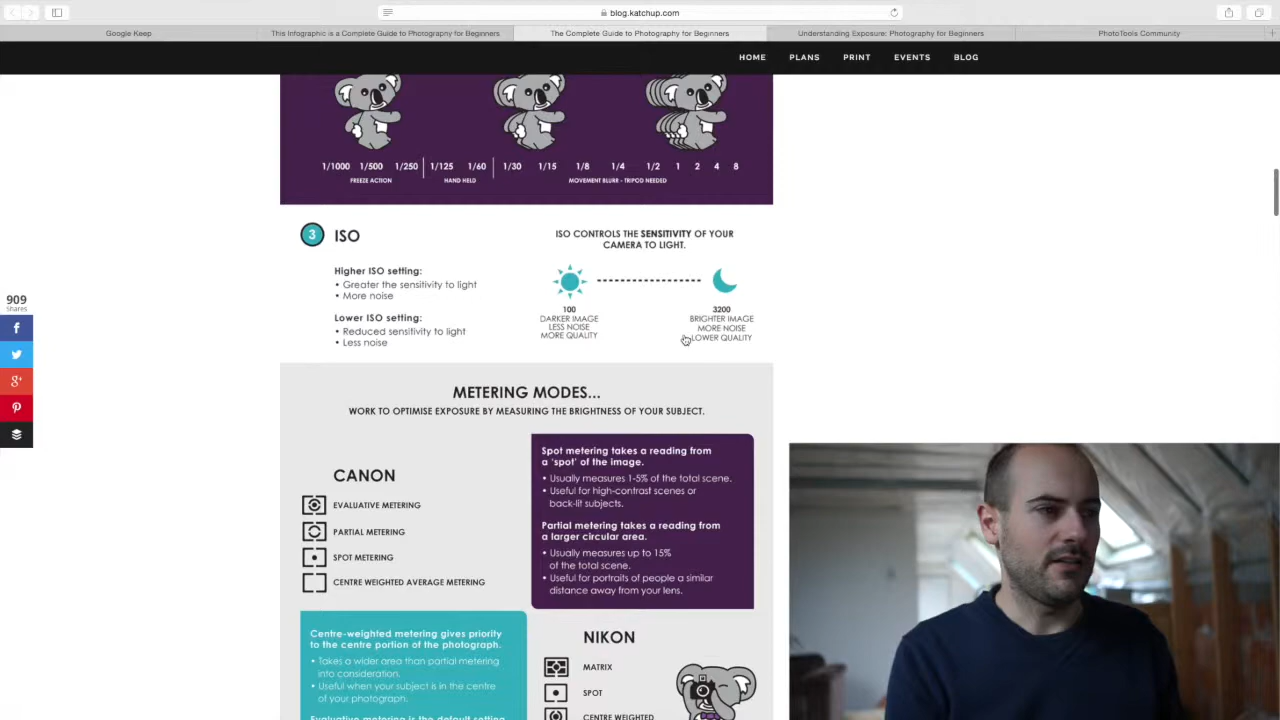 blog.katchup.com
Google Keep
This Infographic is a Complete Guide to Photography for Beginners
The Complete Guide to Photography for Beginners
Understanding Exposure: Photography for Beginners
PhotoTools Community
HOME
PLANS
PRINT
EVENTS
BLOG
1/1000 1/500 1/250 1/125 1/60 1/30 1/15 1/8 1/4 1/2 1 2 4 8
FREEZE ACTION
HAND HELD
MOVEMENT BLURR - TRIPOD NEEDED
3
ISO
ISO CONTROLS THE SENSITIVITY OF YOUR
CAMERA TO LIGHT.
Higher ISO setting:
• Greater the sensitivity to light
• More noise
Lower ISO setting:
• Reduced sensitivity to light
• Less noise
100
DARKER IMAGE
LESS NOISE
MORE QUALITY
3200
BRIGHTER IMAGE
MORE NOISE
LOWER QUALITY
909
shares
METERING MODES...
WORK TO OPTIMISE EXPOSURE BY MEASURING THE BRIGHTNESS OF YOUR SUBJECT.
CANON
EVALUATIVE METERING
PARTIAL METERING
SPOT METERING
CENTRE WEIGHTED AVERAGE METERING
Spot metering takes a reading from
a 'spot' of the image.
• Usually measures 1-5% of the total scene.
• Useful for high-contrast scenes or
back-lit subjects.
Partial metering takes a reading from
a larger circular area.
• Usually measures up to 15%
of the total scene.
• Useful for portraits of people a similar
distance away from your lens.
Centre-weighted metering gives priority
to the centre portion of the photograph.
• Takes a wider area than partial metering
into consideration.
• Useful when your subject is in the centre
of your photograph.
Evaluative metering is the default setting
NIKON
MATRIX
SPOT
CENTRE WEIGHTED